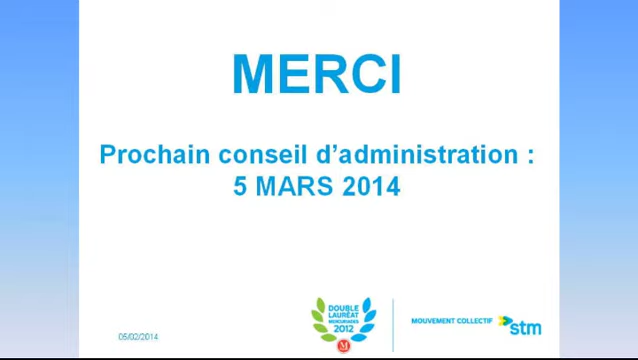 MERCI
Prochain conseil d'administration :
5 MARS 2014
DOUBLE
LAURÉAT
MERCURIADES
2012
M
MOUVEMENT COLLECTIF
stm
05/02/2014